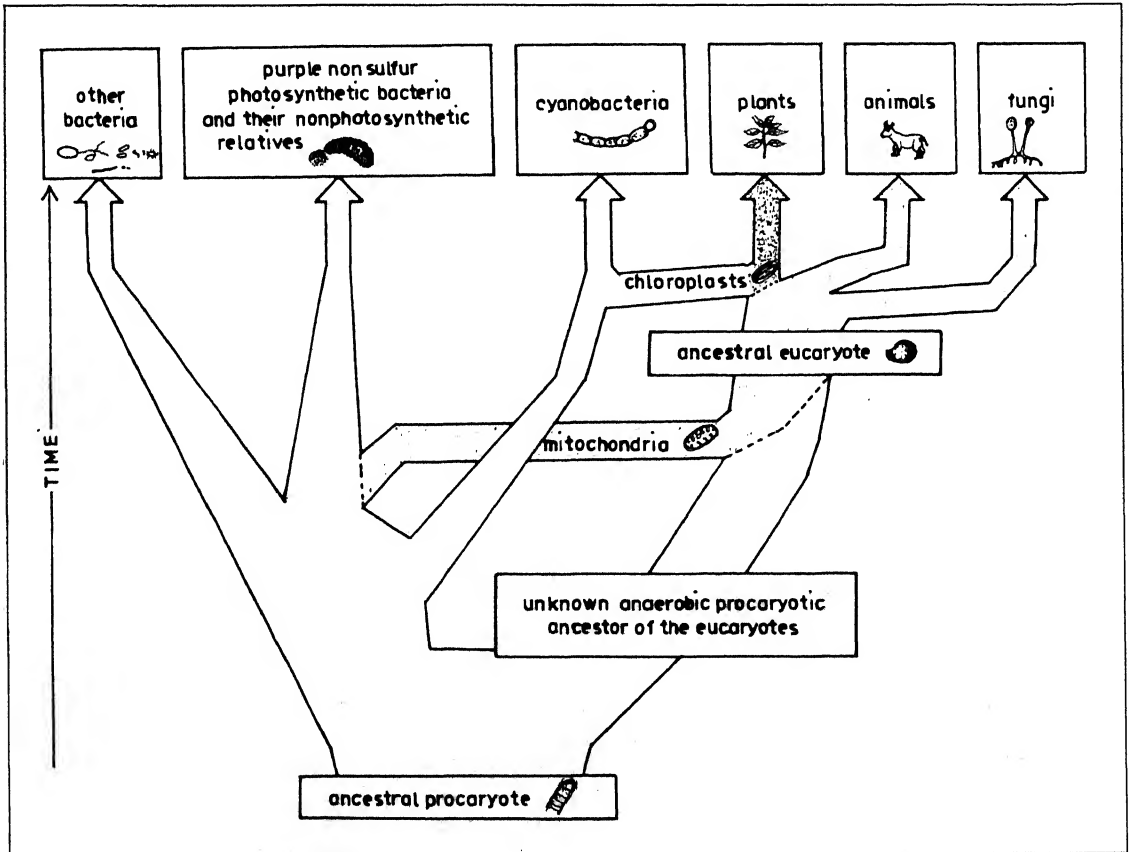 other
bacteria
purple non sulfur
photosynthetic bacteria
and their nonphotosynthetic
relatives
cyanobacteria
plants
animals
fungi
TIME
chloroplasts
ancestral eucaryote
mitochondria
unknown anaerobic procaryotic
ancestor of the eucaryotes
ancestral procaryote